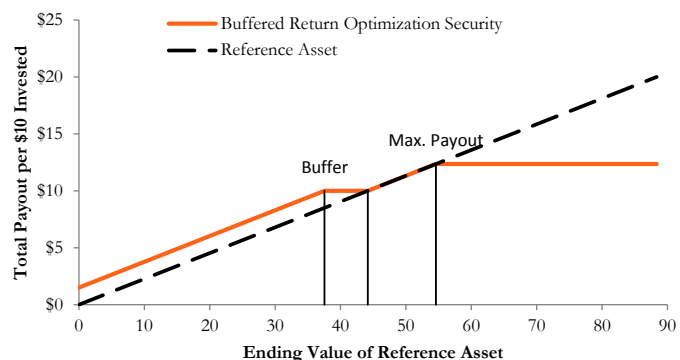 $25
Buffered Return Optimization Security
Reference Asset
$20
$15
Max. Payout
Buffer
$10
$5
$0
Total Payout per $10 Invested
0 10 20 30 40 50 60 70 80 90
Ending Value of Reference Asset